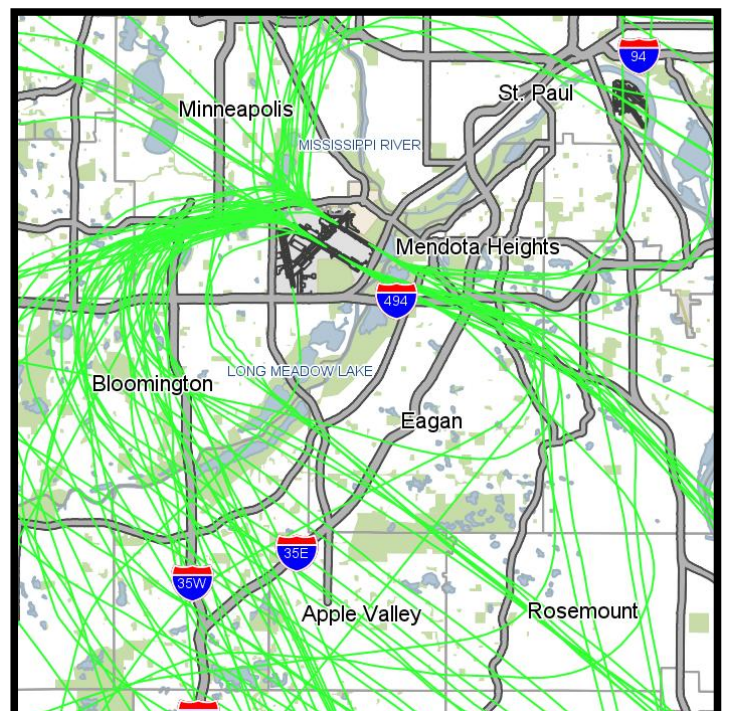 94
St. Paul
Minneapolis
MISSISSIPPI RIVER
Mendota Heights
494
LONG MEADOW LAKE
Bloomington
Eagan
35E
35W
Apple Valley
Rosemount